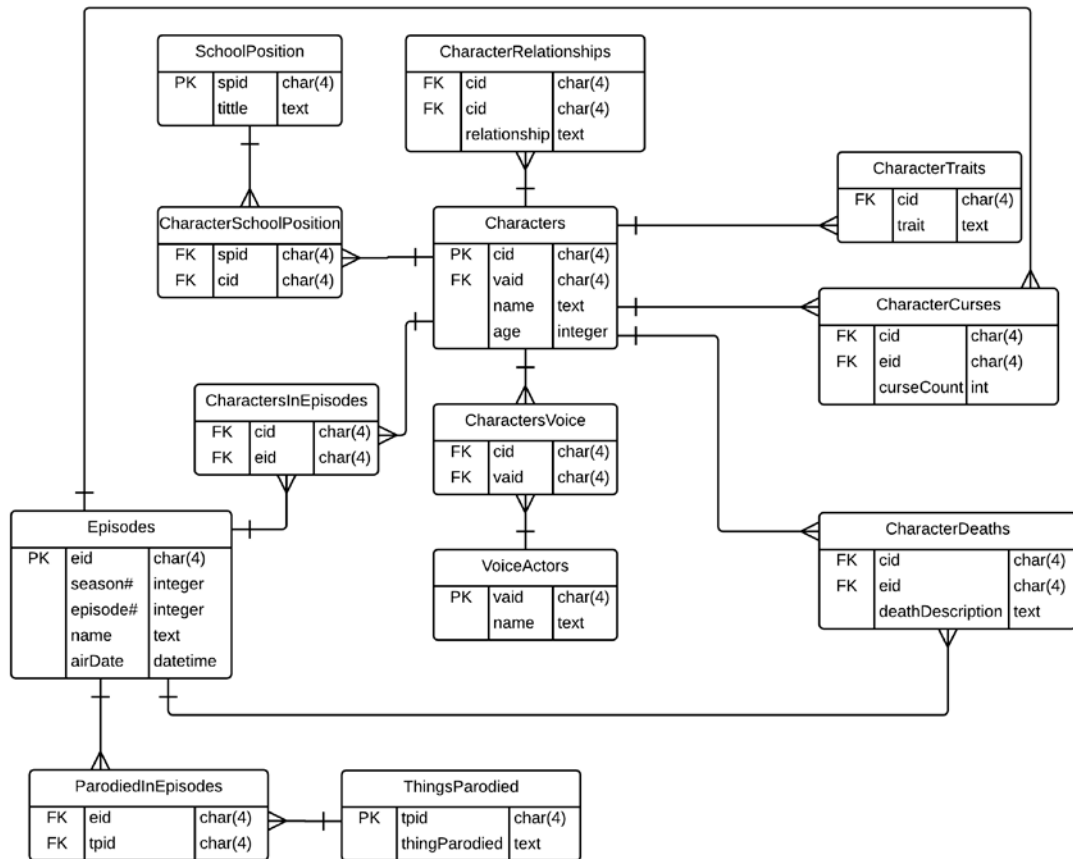 SchoolPosition
PK spid char(4)
tittle text
CharacterRelationships
FK cid char(4)
FK cid char(4)
relationship text
CharacterTraits
FK cid char(4)
trait text
CharacterSchoolPosition
FK spid char(4)
FK cid char(4)
Characters
PK cid char(4)
FK vaid char(4)
name text
age integer
CharacterCurses
FK cid char(4)
FK eid char(4)
curseCount int
CharactersInEpisodes
FK cid char(4)
FK eid char(4)
CharactersVoice
FK cid char(4)
FK vaid char(4)
Episodes
PK eid char(4)
season# integer
episode# integer
name text
airDate datetime
VoiceActors
PK vaid char(4)
name text
CharacterDeaths
FK cid char(4)
FK eid char(4)
deathDescription text
ParodiedInEpisodes
FK eid char(4)
FK tpid char(4)
ThingsParodied
PK tpid char(4)
thingParodied text